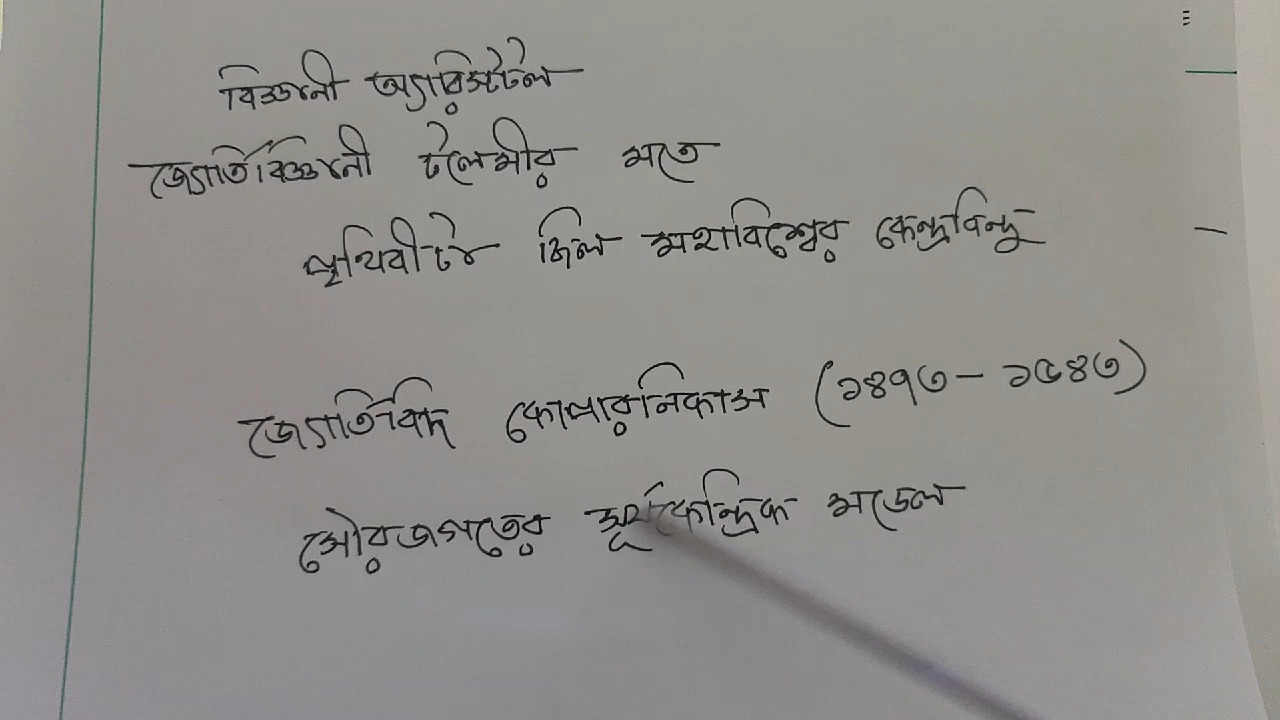 বিজ্ঞানী অ্যারিস্টটল
জ্যোতির্বিজ্ঞানী টলেমীর মতে
পৃথিবীটাই ছিল মহাবিশ্বের কেন্দ্রবিন্দু
জ্যোতির্বিদ কোপারনিকাস (১৪৭৩ - ১৫৪৩)
সৌরজগতের সূর্যকেন্দ্রিক মডেল